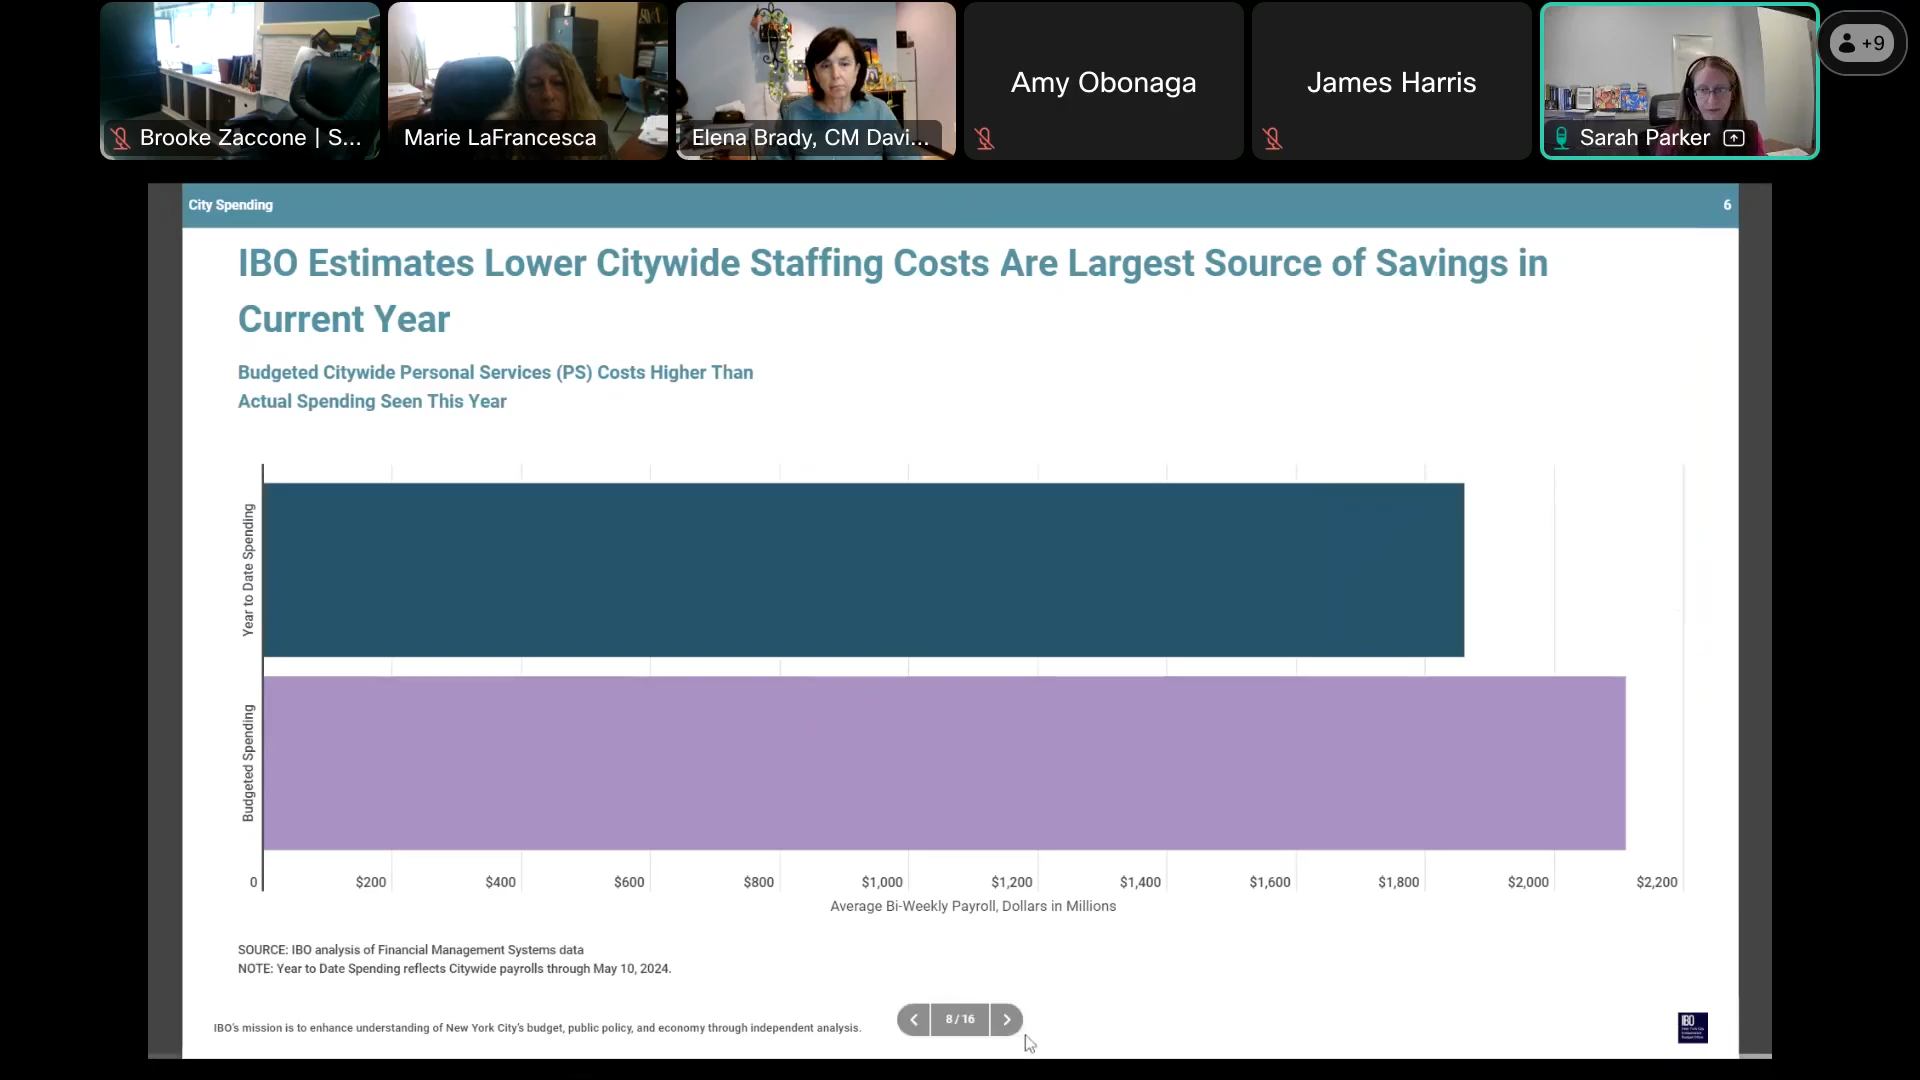 Brooke Zaccone | S...
Marie LaFrancesca
Elena Brady, CM Davi...
Amy Obonaga
James Harris
Sarah Parker
+9
City Spending
6
IBO Estimates Lower Citywide Staffing Costs Are Largest Source of Savings in
Current Year
Budgeted Citywide Personal Services (PS) Costs Higher Than
Actual Spending Seen This Year
Year to Date Spending
Budgeted Spending
0 $200 $400 $600 $800 $1,000 $1,200 $1,400 $1,600 $1,800 $2,000 $2,200
Average Bi-Weekly Payroll, Dollars in Millions
SOURCE: IBO analysis of Financial Management Systems data
NOTE: Year to Date Spending reflects Citywide payrolls through May 10, 2024.
IBO's mission is to enhance understanding of New York City's budget, public policy, and economy through independent analysis.
8 / 16
IBO